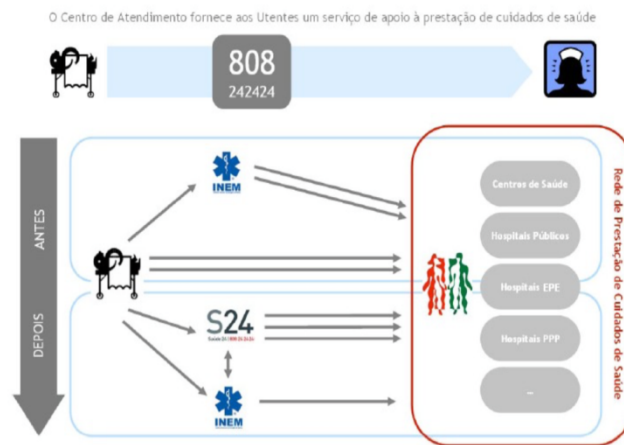 O Centro de Atendimento fornece aos Utentes um serviço de apoio à prestação de cuidados de saúde
808
242424
ANTES
DEPOIS
INEM
S24
INEM
Centros de Saúde
Hospitais Públicos
Hospitais EPE
Hospitais PPP
...
Rede de Prestação de Cuidados de Saúde